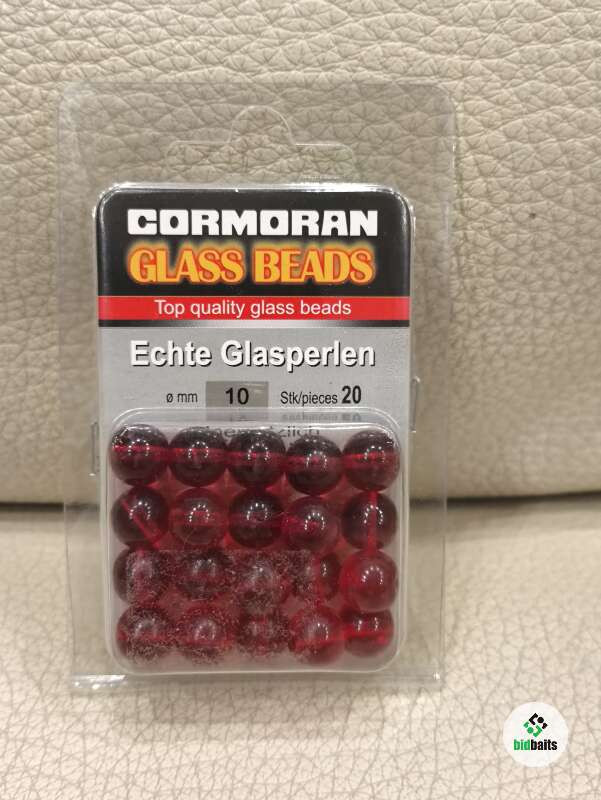 CORMORAN
GLASS BEADS
Top quality glass beads
Echte Glasperlen
ø mm 10 Stk/pieces 20
bidbaits